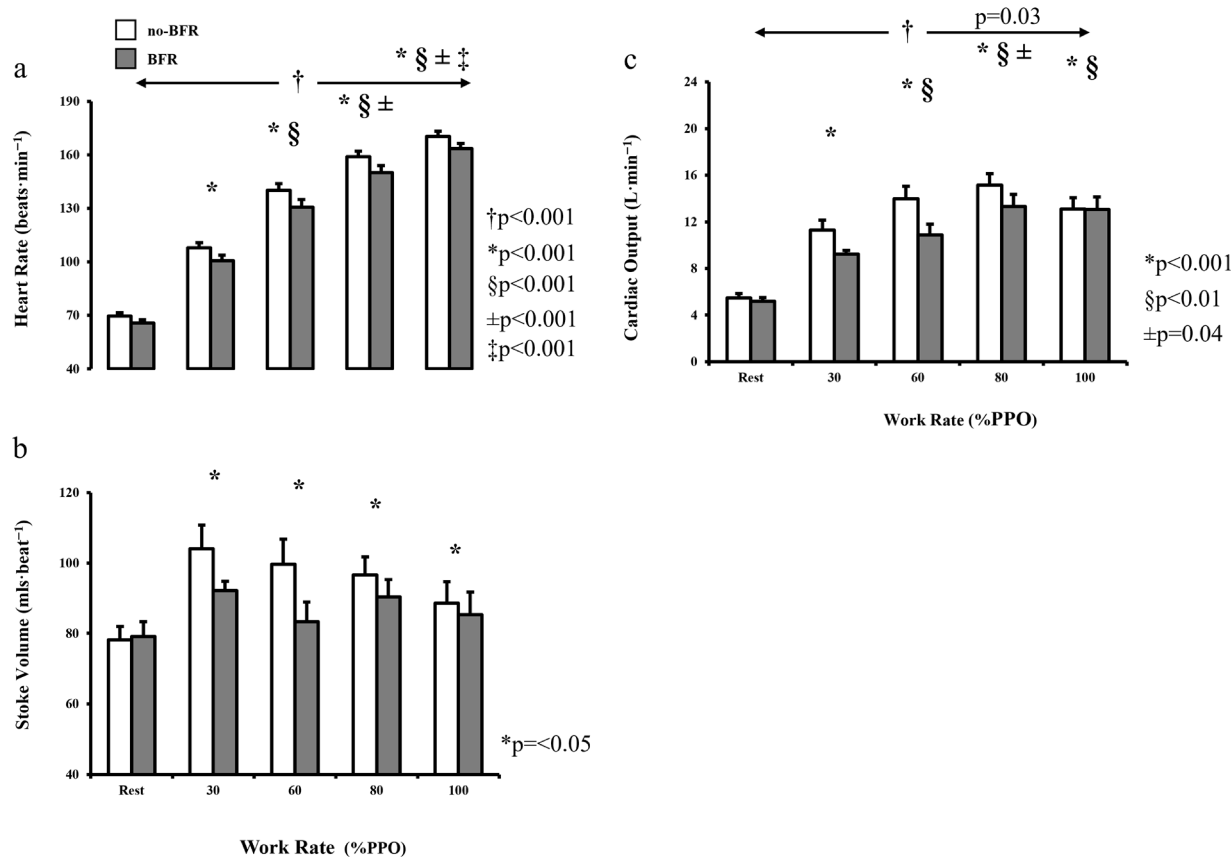 a
no-BFR
BFR
* § ± ‡
†
* § ±
* §
*
190
160
130
100
70
40
Heart Rate (beats·min⁻¹)
†p<0.001
*p<0.001
§p<0.001
±p<0.001
‡p<0.001
b
*
*
*
*
120
100
80
60
40
Stoke Volume (mls·beat⁻¹)
*p=<0.05
Rest 30 60 80 100
Work Rate (%PPO)
c
p=0.03
†
* § ±
* §
* §
*
24
20
16
12
8
4
0
Cardiac Output (L·min⁻¹)
*p<0.001
§p<0.01
±p=0.04
Rest 30 60 80 100
Work Rate (%PPO)